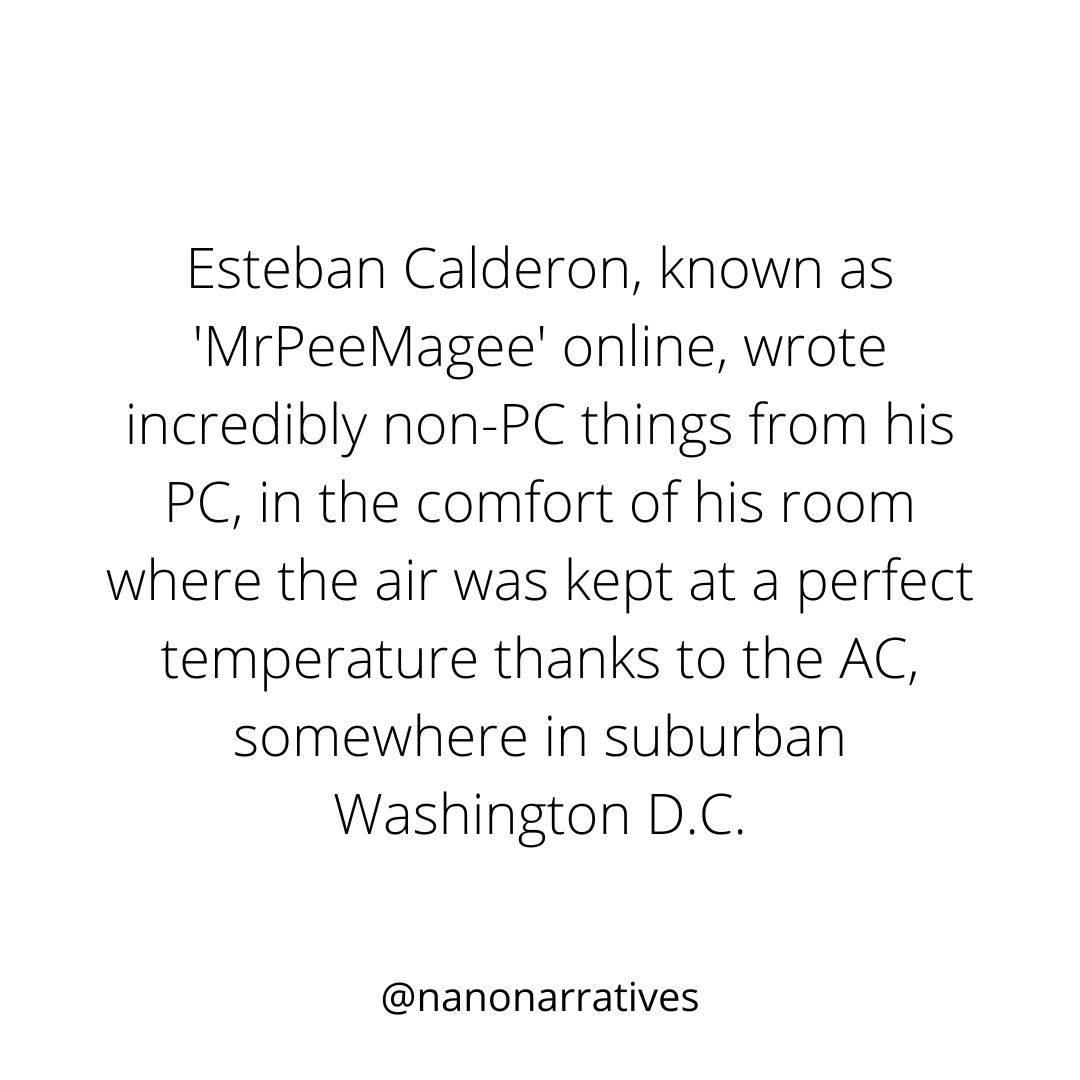 Esteban Calderon, known as
'MrPeeMagee' online, wrote
incredibly non-PC things from his
PC, in the comfort of his room
where the air was kept at a perfect
temperature thanks to the AC,
somewhere in suburban
Washington D.C.
@nanonarratives